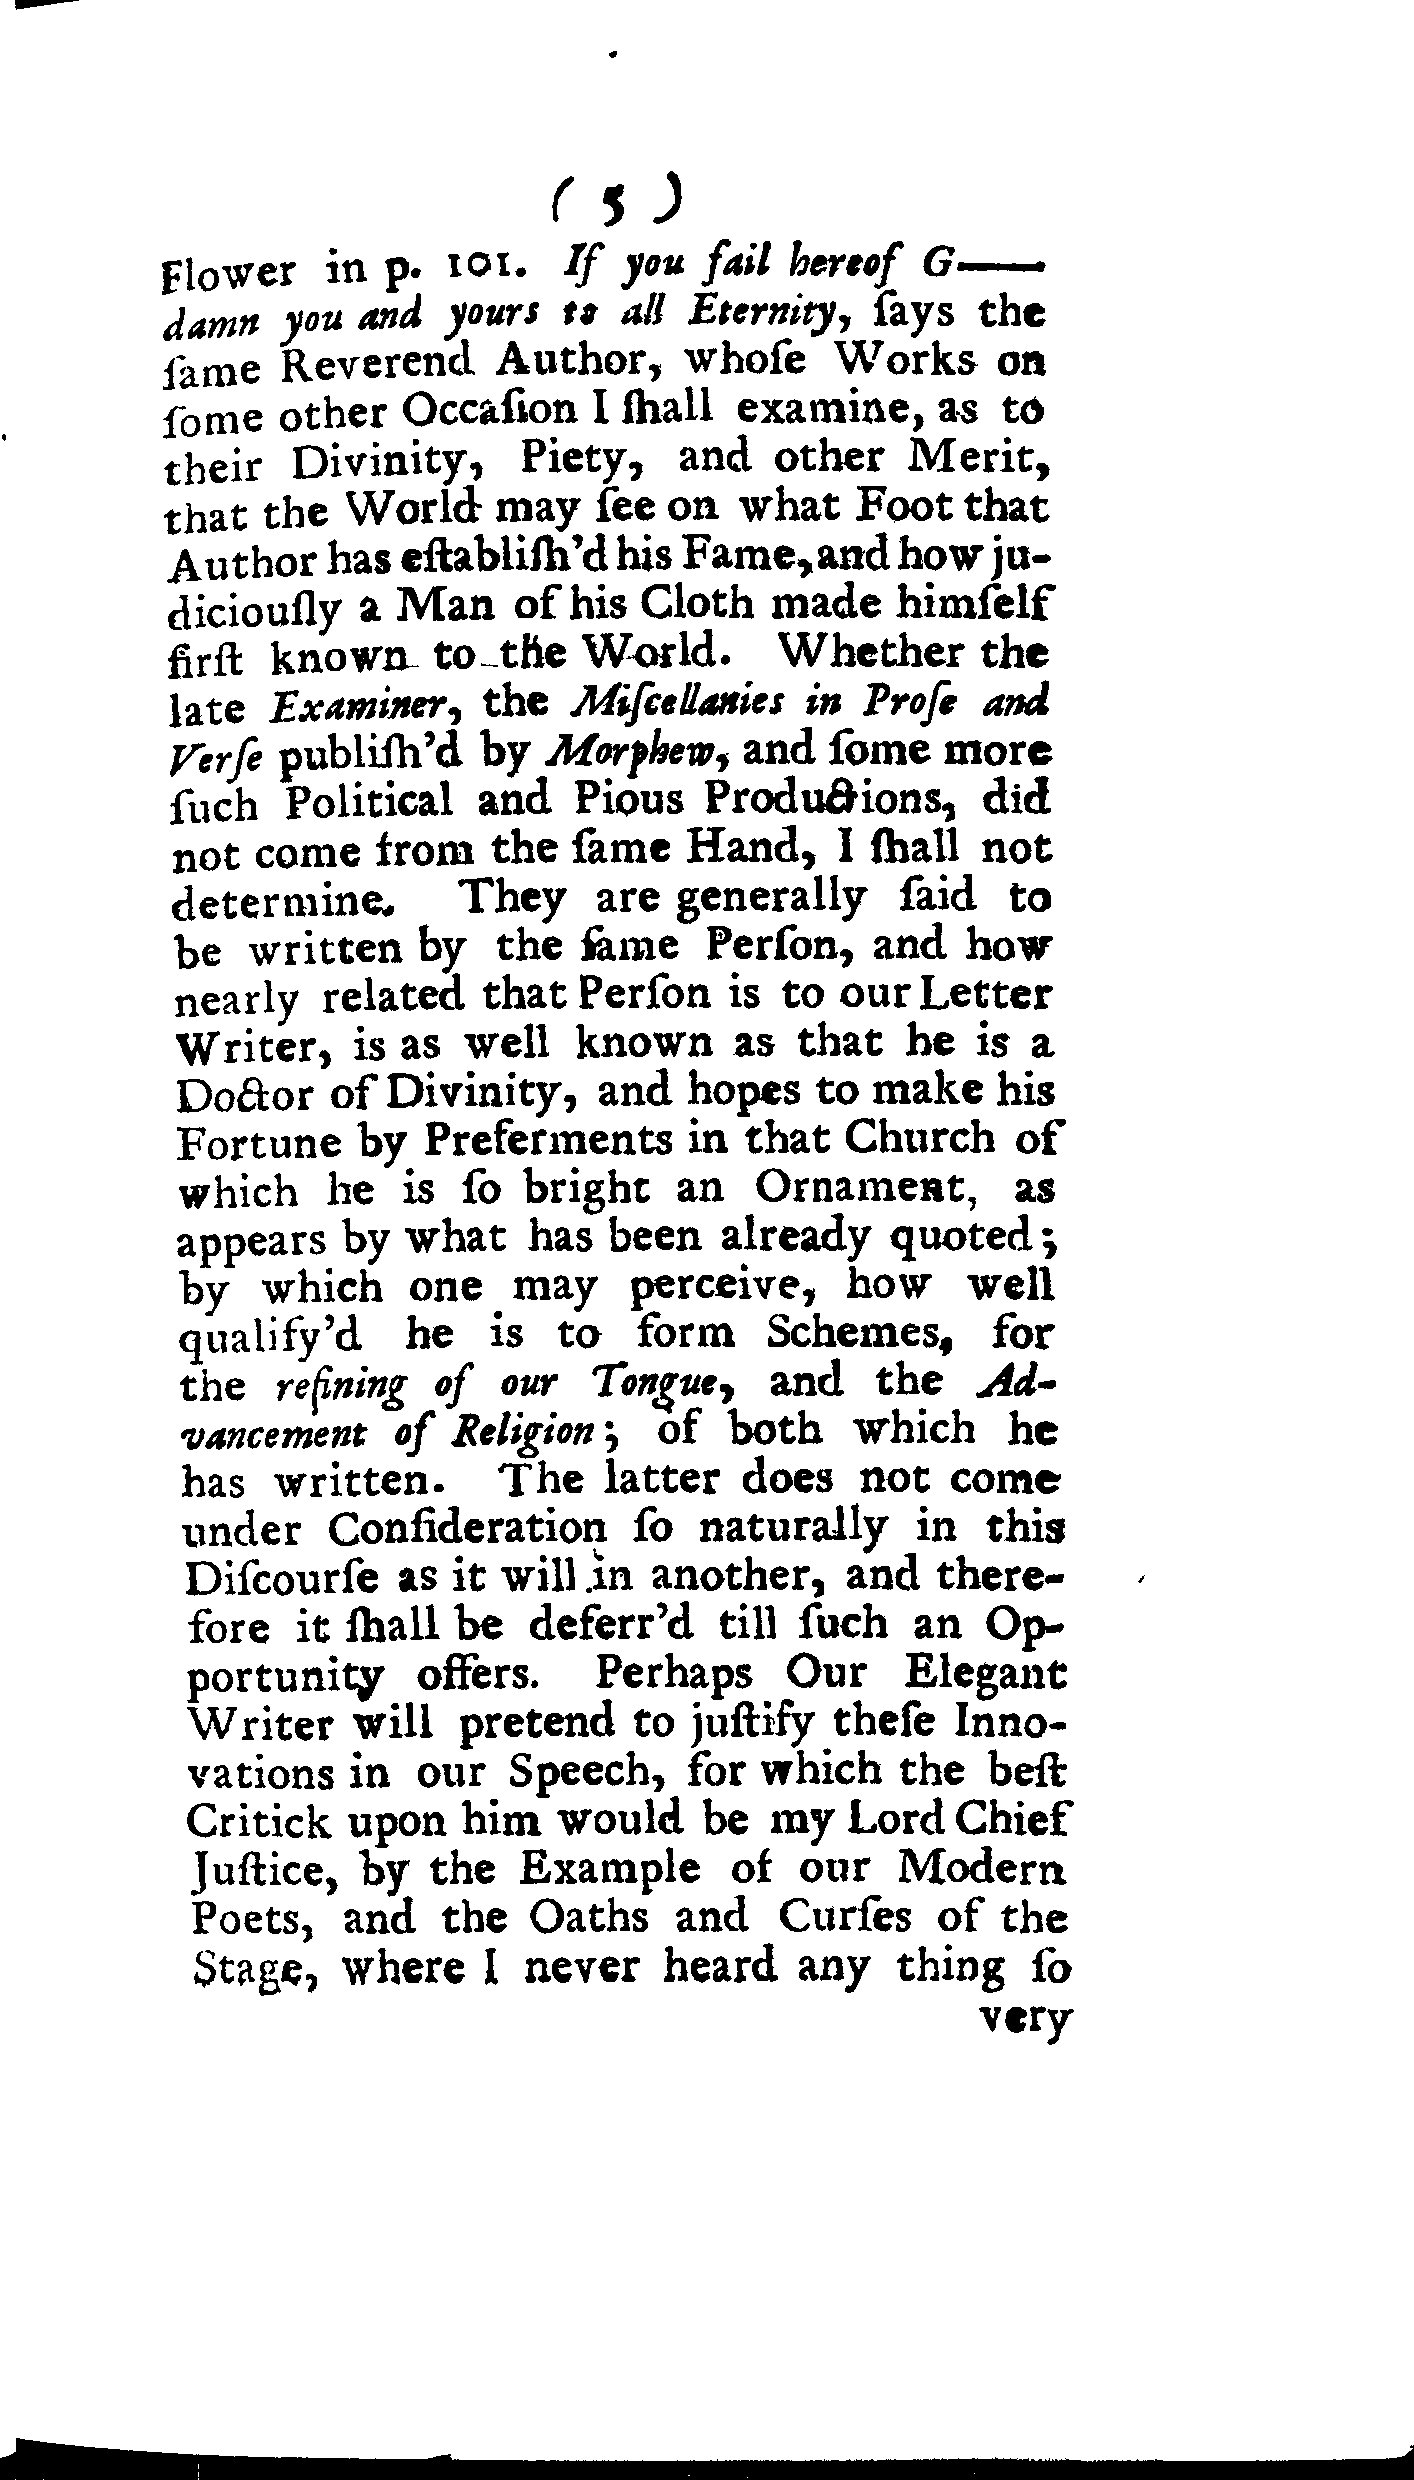 ( 5 )
Flower in p. 101. If you fail hereof G——
damn you and yours to all Eternity, ſays the
ſame Reverend Author, whoſe Works on
ſome other Occaſion I ſhall examine, as to
their Divinity, Piety, and other Merit,
that the World may ſee on what Foot that
Author has eſtabliſh'd his Fame, and how ju-
diciouſly a Man of his Cloth made himſelf
firſt known to the World. Whether the
late Examiner, the Miſcellanies in Proſe and
Verſe publiſh'd by Morphew, and ſome more
ſuch Political and Pious Productions, did
not come from the ſame Hand, I ſhall not
determine. They are generally ſaid to
be written by the ſame Perſon, and how
nearly related that Perſon is to our Letter
Writer, is as well known as that he is a
Doctor of Divinity, and hopes to make his
Fortune by Preferments in that Church of
which he is ſo bright an Ornament, as
appears by what has been already quoted;
by which one may perceive, how well
qualify'd he is to form Schemes, for
the refining of our Tongue, and the Ad-
vancement of Religion; of both which he
has written. The latter does not come
under Conſideration ſo naturally in this
Diſcourſe as it will in another, and there-
fore it ſhall be deferr'd till ſuch an Op-
portunity offers. Perhaps Our Elegant
Writer will pretend to juſtify theſe Inno-
vations in our Speech, for which the beſt
Critick upon him would be my Lord Chief
Juſtice, by the Example of our Modern
Poets, and the Oaths and Curſes of the
Stage, where I never heard any thing ſo
very